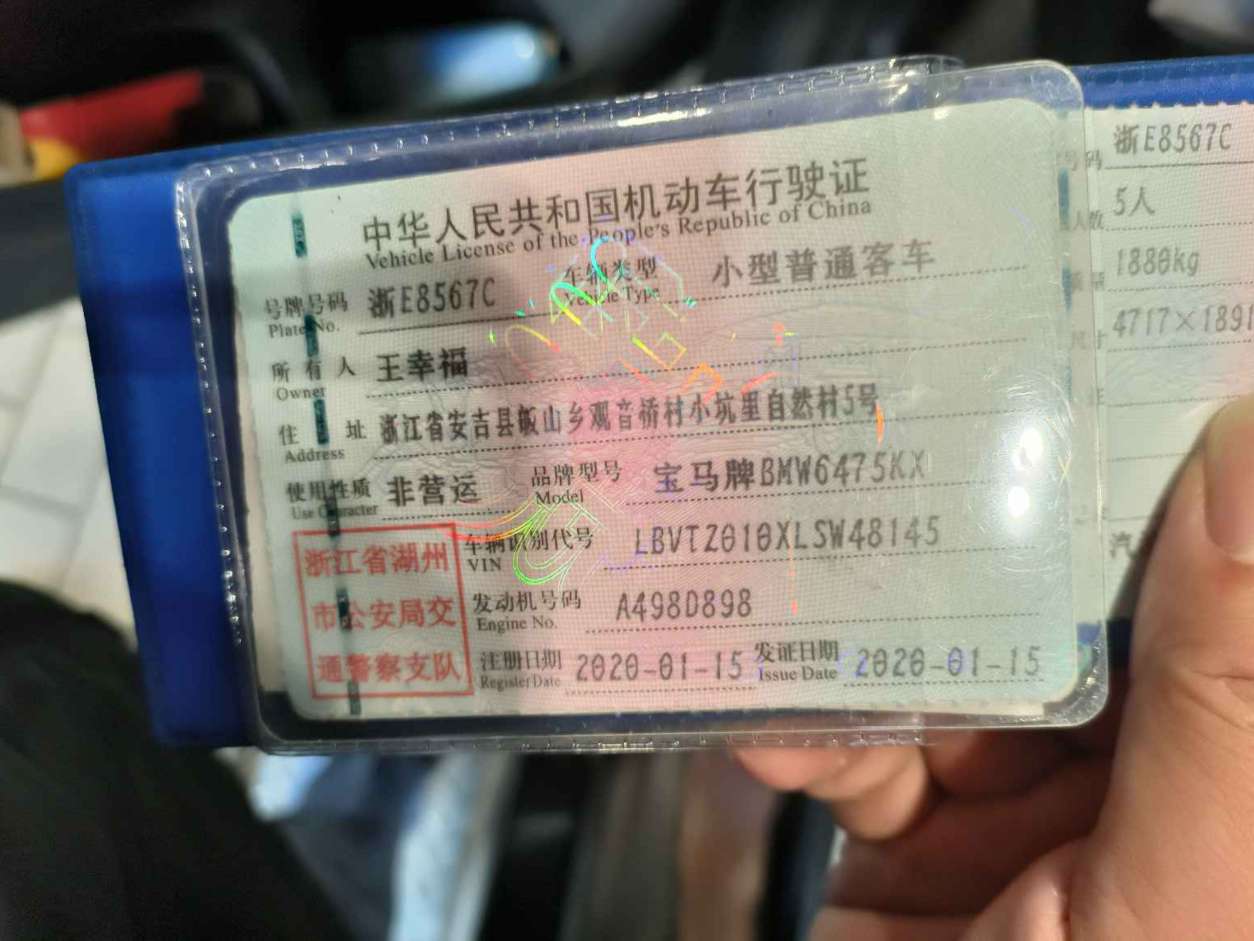 中华人民共和国机动车行驶证
Vehicle License of the People's Republic of China
号牌号码 浙E8567C 车辆类型 小型普通客车
Plate No. Vehicle Type
所有人 王幸福
Owner
住址 浙江省安吉县鄣山乡观音桥村小坑里自然村5号
Address
使用性质 非营运 品牌型号 宝马牌BMW6475KX
Use Character Model
浙江省湖州 车辆识别代号 LBVTZ010XLSW48145
VIN
市公安局交 发动机号码 A498D898
Engine No.
通警察支队 注册日期 2020-01-15 发证日期 2020-01-15
Register Date Issue Date
号码 浙E8567C
人数 5人
1880kg
尺寸 4717×1891